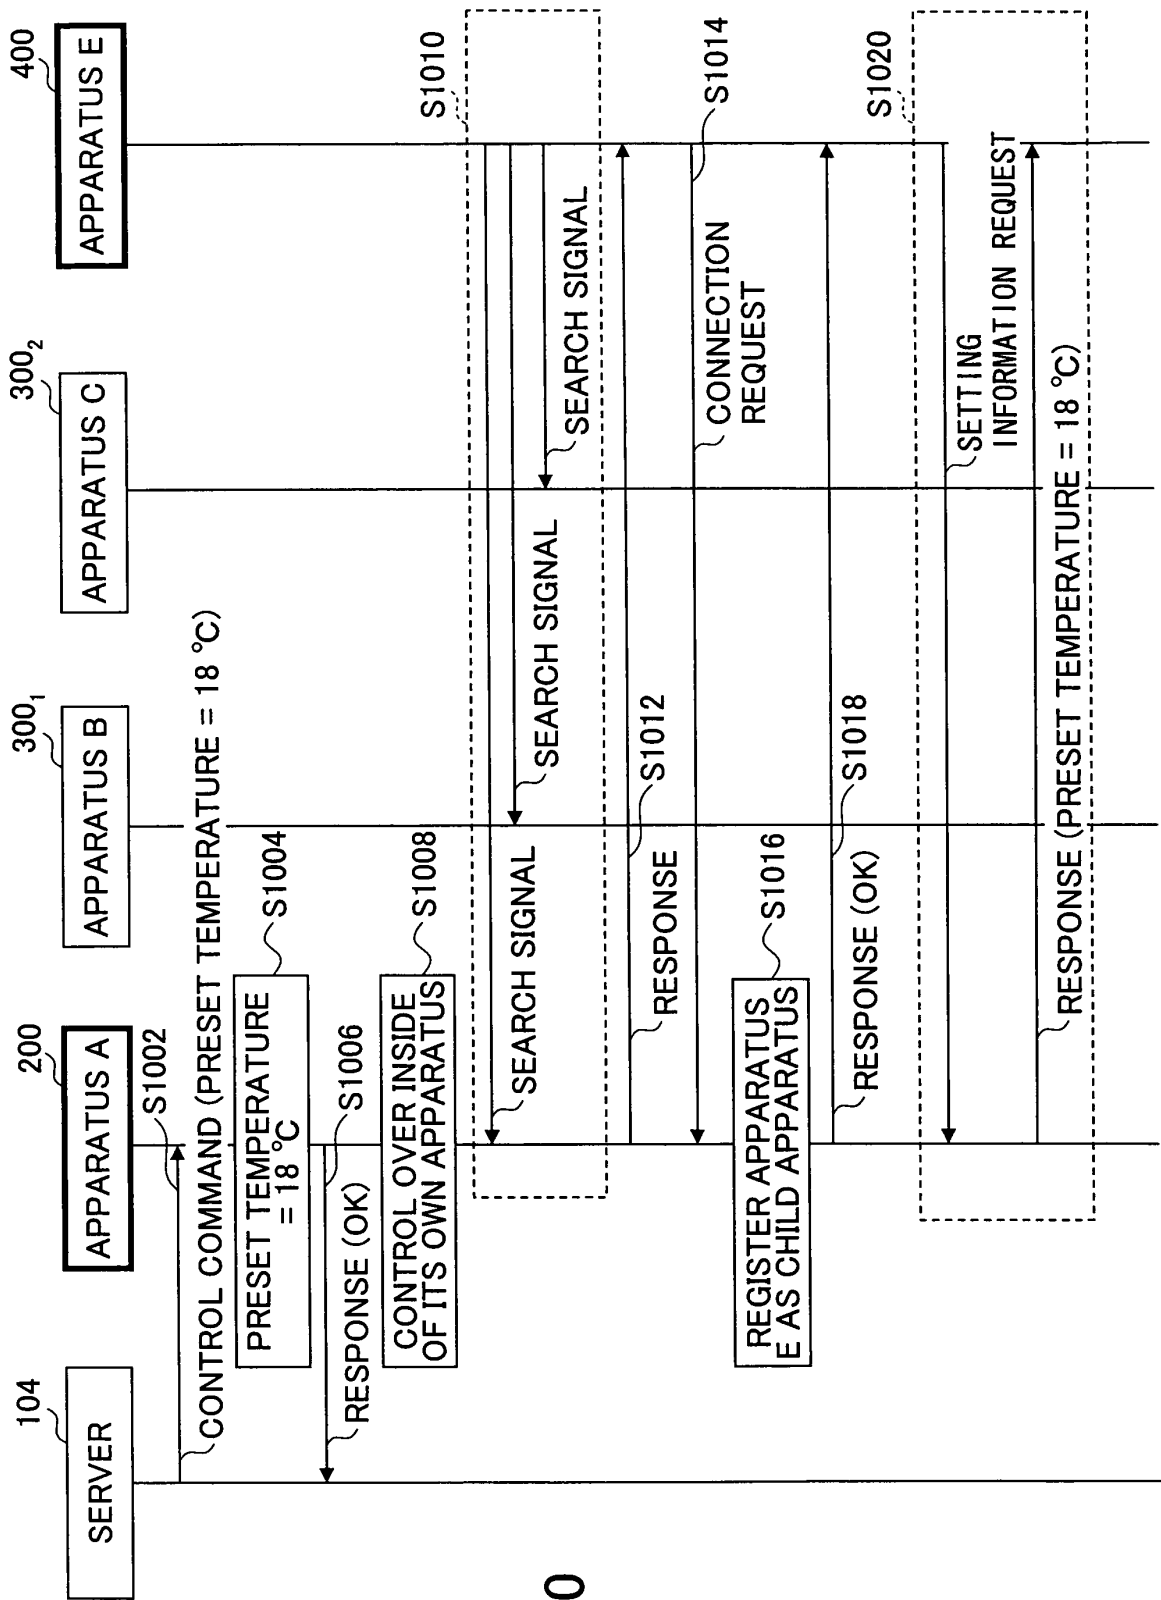 SERVER
104
APPARATUS A
200
APPARATUS B
300₁
APPARATUS C
300₂
APPARATUS E
400
S1002
CONTROL COMMAND (PRESET TEMPERATURE = 18 °C)
PRESET TEMPERATURE
= 18 °C
S1004
S1006
RESPONSE (OK)
CONTROL OVER INSIDE
OF ITS OWN APPARATUS
S1008
S1010
SEARCH SIGNAL
SEARCH SIGNAL
SEARCH SIGNAL
S1012
RESPONSE
S1014
CONNECTION
REQUEST
REGISTER APPARATUS
E AS CHILD APPARATUS
S1016
S1018
RESPONSE (OK)
S1020
SETTING
INFORMATION REQUEST
RESPONSE (PRESET TEMPERATURE = 18 °C)
0